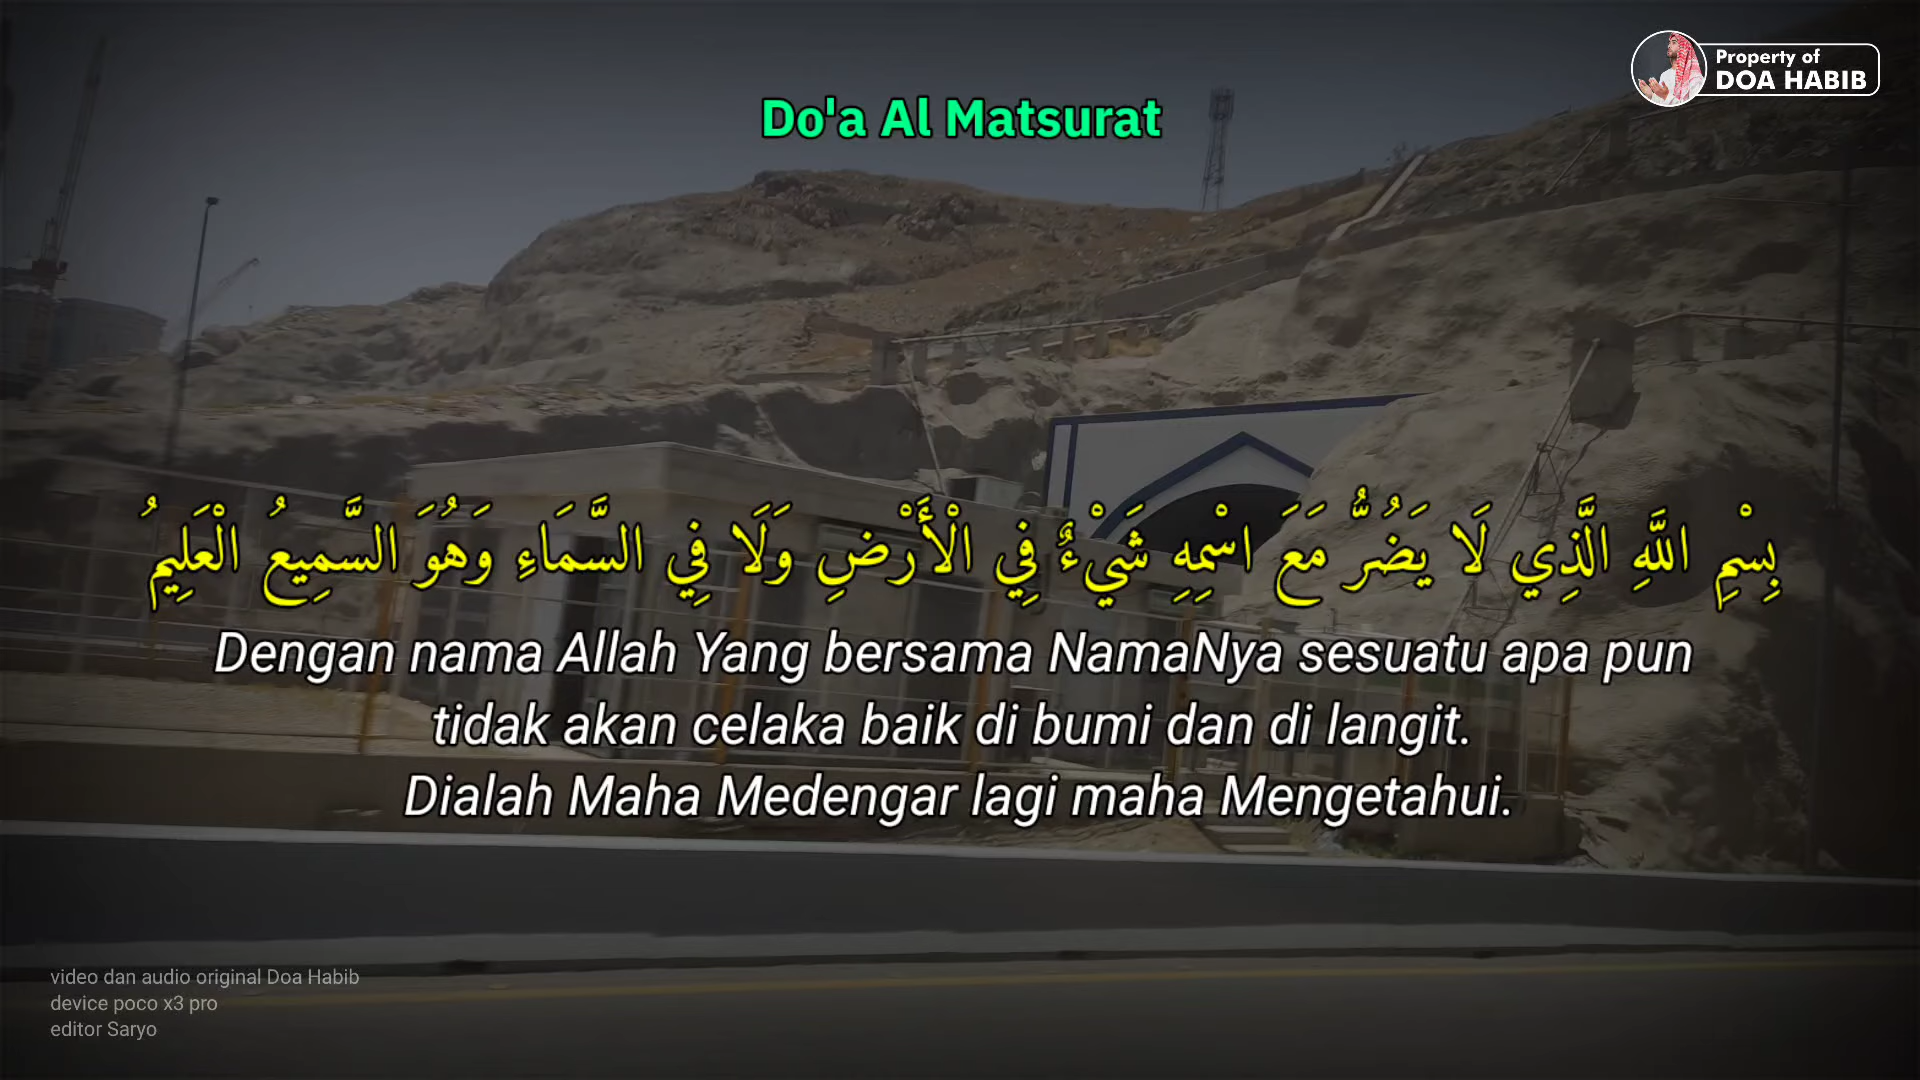 Property of
DOA HABIB
Do'a Al Matsurat
بِسْمِ اللَّهِ الَّذِي لَا يَضُرُّ مَعَ اسْمِهِ شَيْءٌ فِي الْأَرْضِ وَلَا فِي السَّمَاءِ وَهُوَ السَّمِيعُ الْعَلِيمُ
Dengan nama Allah Yang bersama NamaNya sesuatu apa pun
tidak akan celaka baik di bumi dan di langit.
Dialah Maha Medengar lagi maha Mengetahui.
video dan audio original Doa Habib
device poco x3 pro
editor Saryo